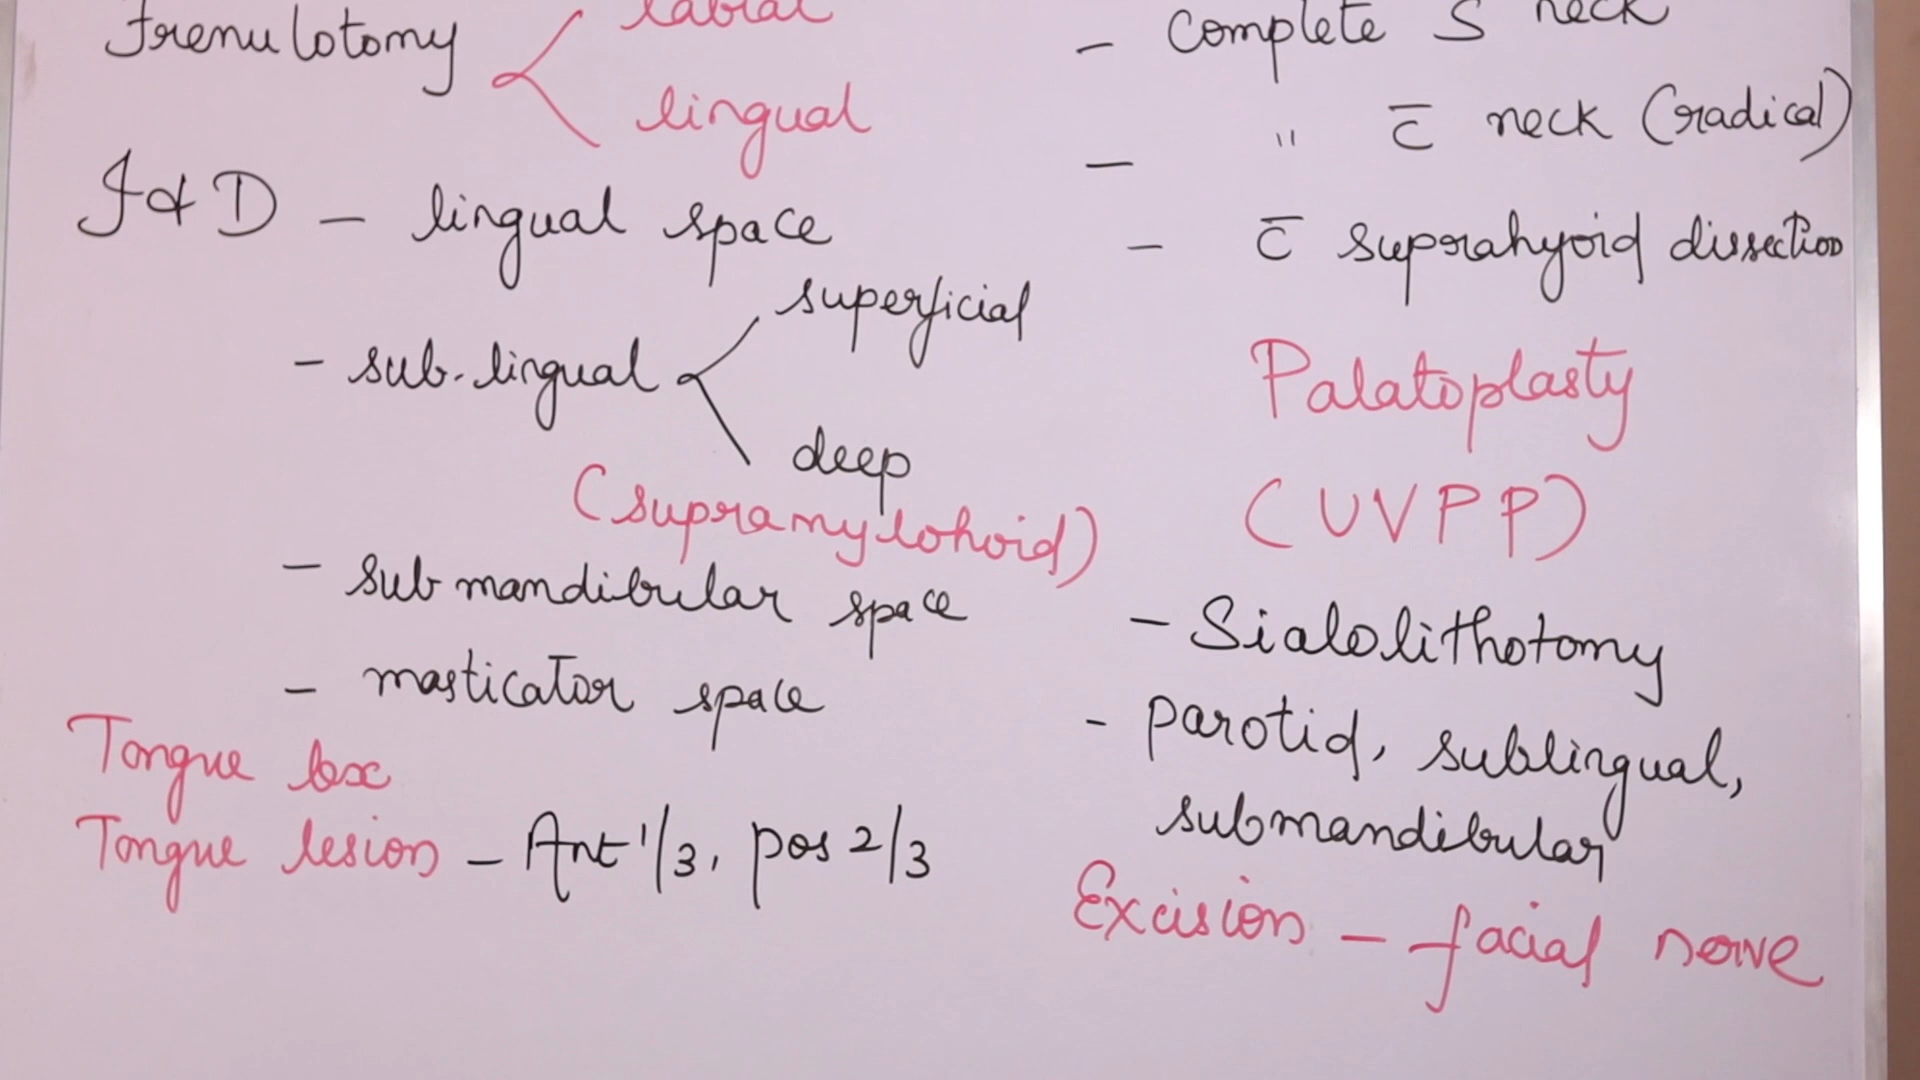 Frenulotomy
labial
lingual
I & D - lingual space
- sub-lingual
superficial
deep
(supramylohoid)
- submandibular space
- masticator space
Tongue bx
Tongue lesion - Ant 1/3, pos 2/3
- Complete s̄ neck
- " c̄ neck (radical)
- c̄ suprahyoid dissection
Palatoplasty
(UVPP)
- Sialolithotomy
- parotid, sublingual,
submandibular
Excision - facial nerve